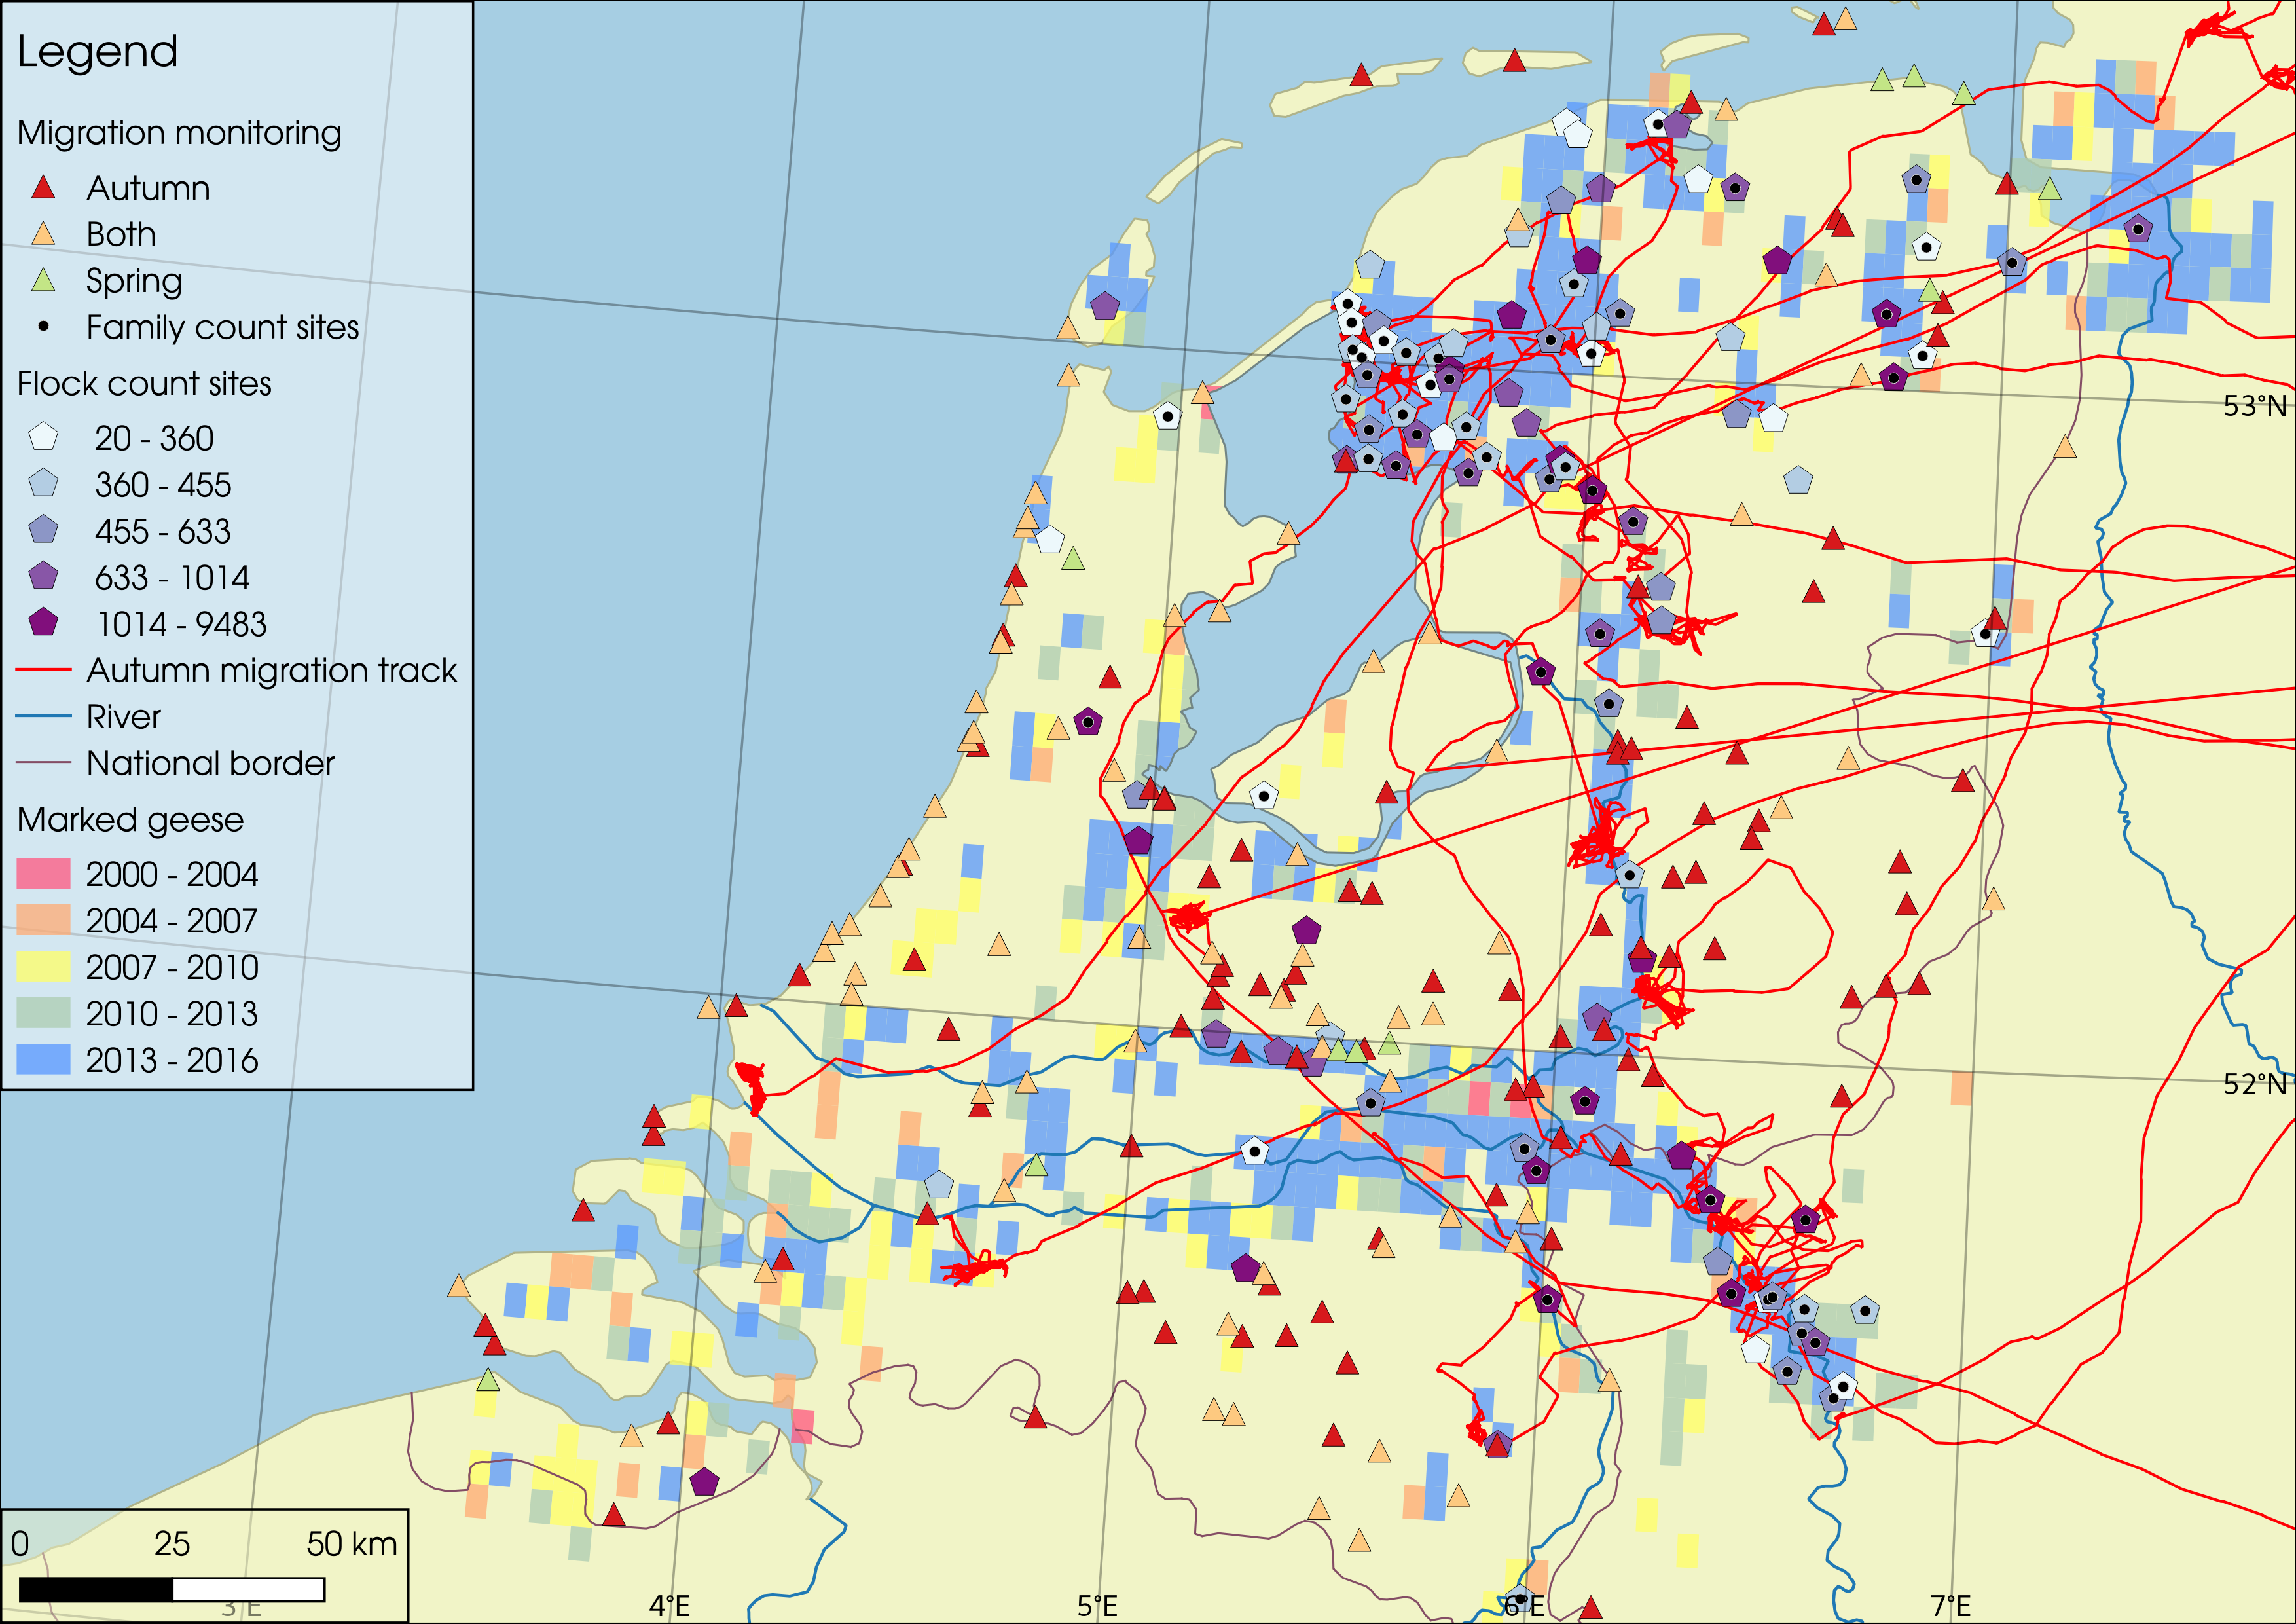 Legend
Migration monitoring
Autumn
Both
Spring
Family count sites
Flock count sites
20 - 360
360 - 455
455 - 633
633 - 1014
1014 - 9483
Autumn migration track
River
National border
Marked geese
2000 - 2004
2004 - 2007
2007 - 2010
2010 - 2013
2013 - 2016
53°N
52°N
0 25 50 km
3°E 4°E 5°E 6°E 7°E